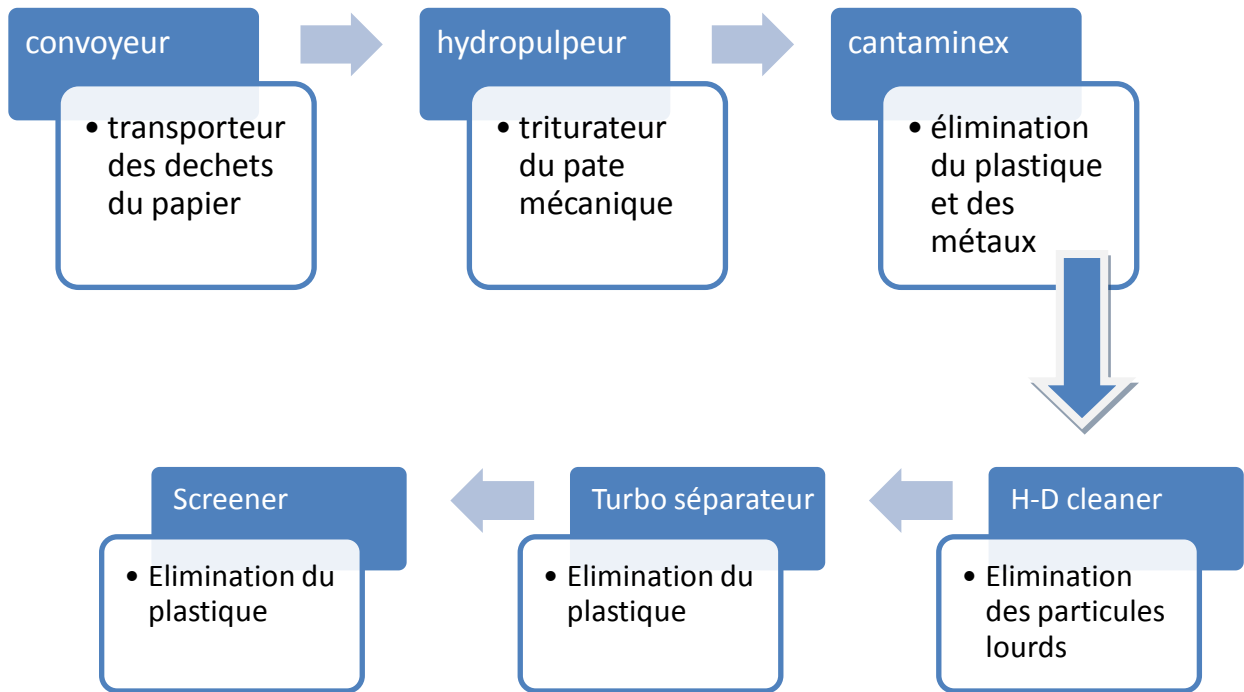 convoyeur
• transporteur
des dechets
du papier
hydropulpeur
• triturateur
du pate
mécanique
cantaminex
• élimination
du plastique
et des
métaux
H-D cleaner
• Elimination
des particules
lourds
Turbo séparateur
• Elimination du
plastique
Screener
• Elimination du
plastique